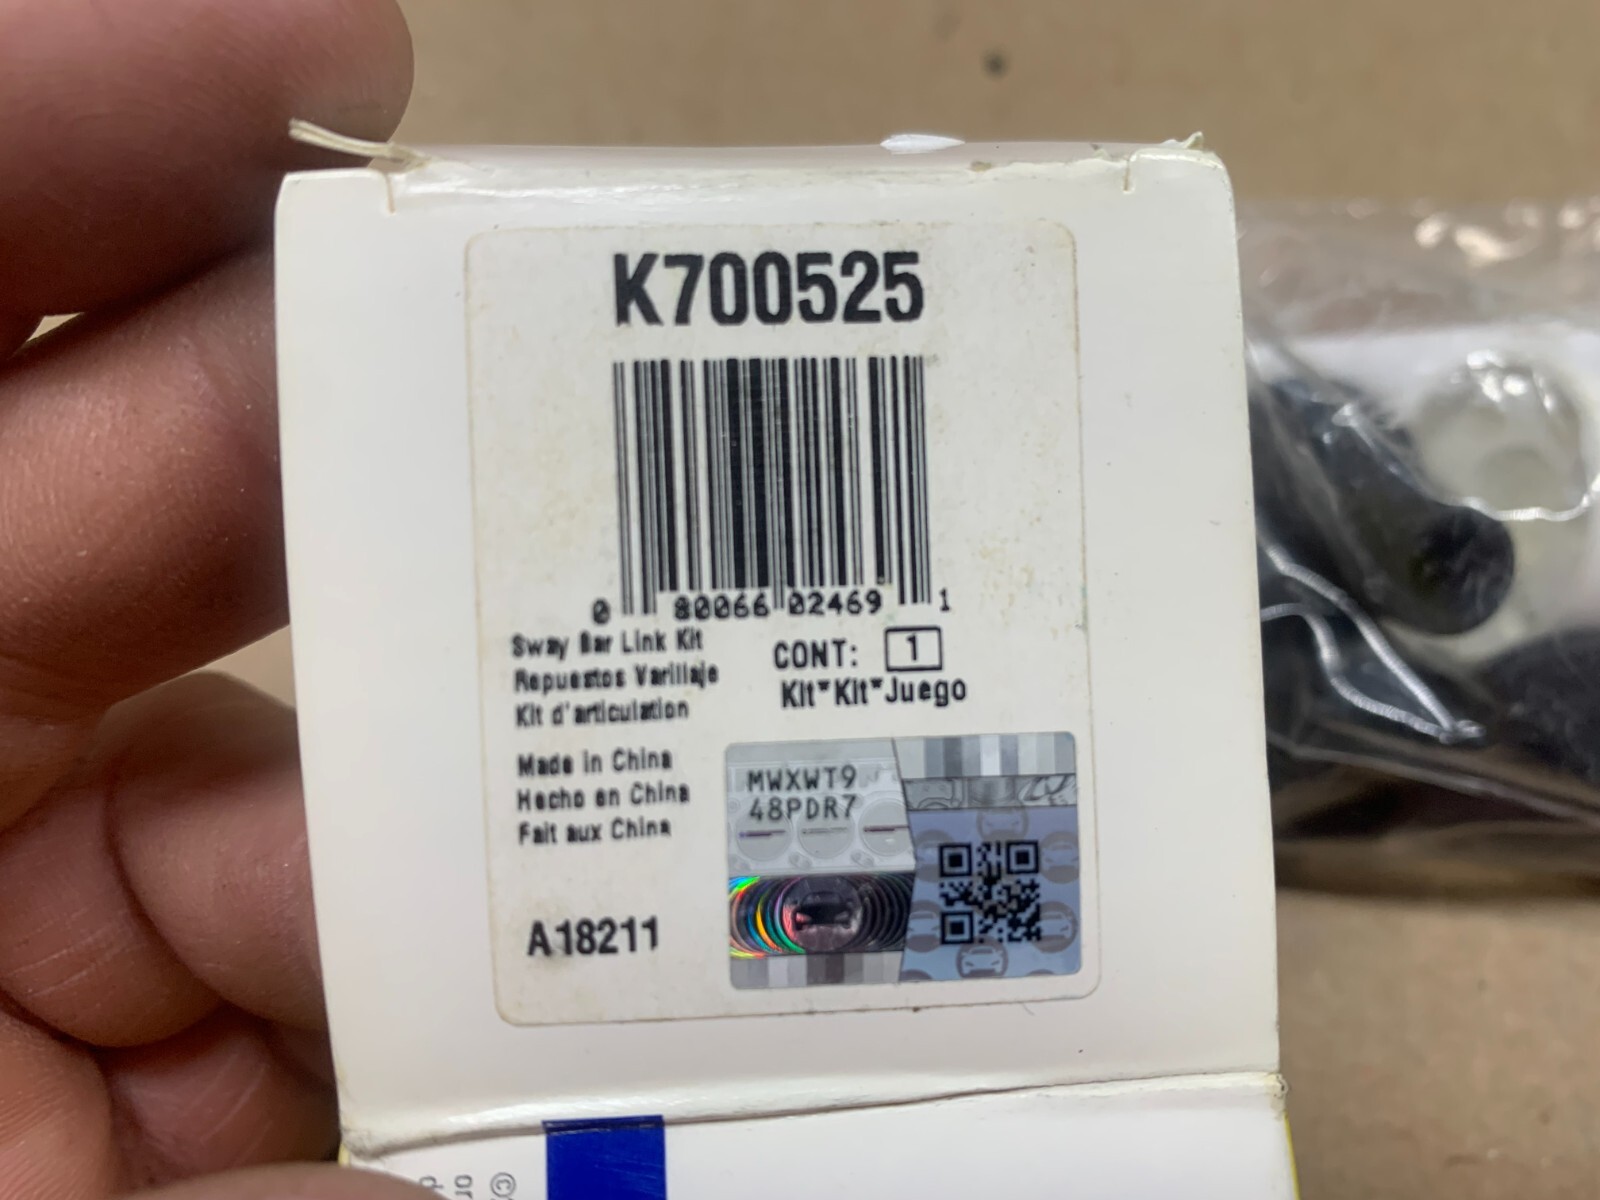 K700525
0 80066 02469 1
Sway Bar Link Kit
Repuestos Varillaje
Kit d'articulation
CONT: 1
Kit*Kit*Juego
Made in China
Hecho en China
Fait aux China
MWXWT9
48PDR7
A18211
©
or